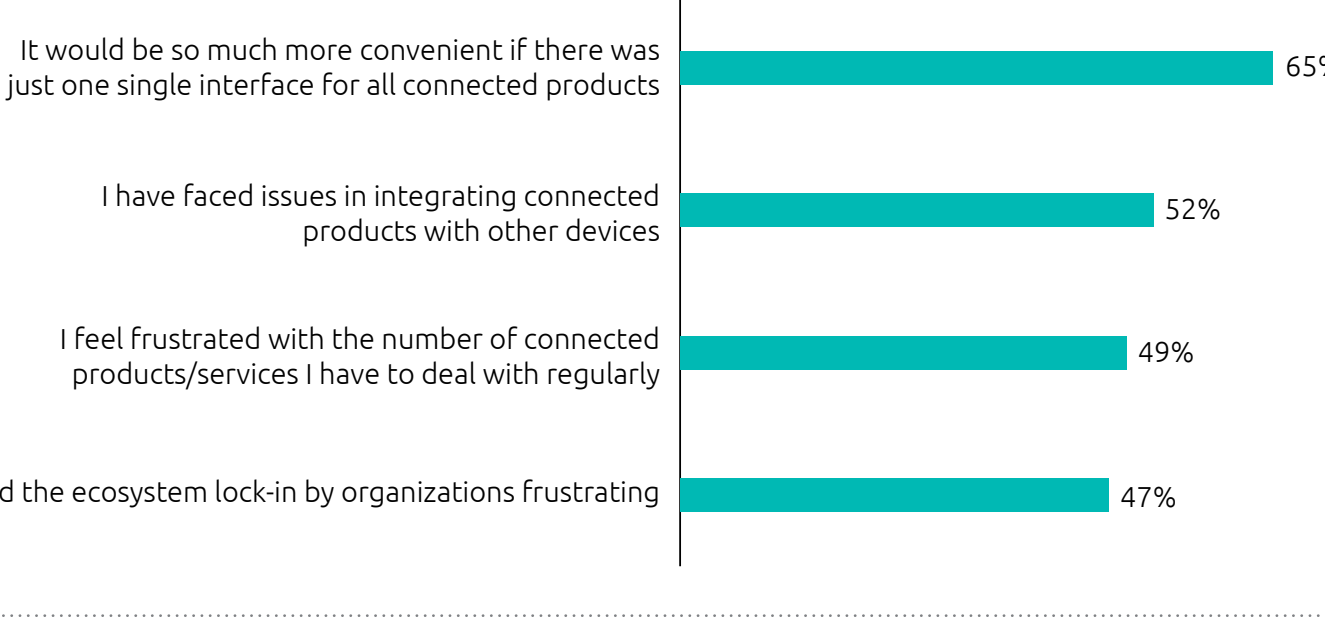 It would be so much more convenient if there was
just one single interface for all connected products
65%
I have faced issues in integrating connected
products with other devices
52%
I feel frustrated with the number of connected
products/services I have to deal with regularly
49%
the ecosystem lock-in by organizations frustrating
47%